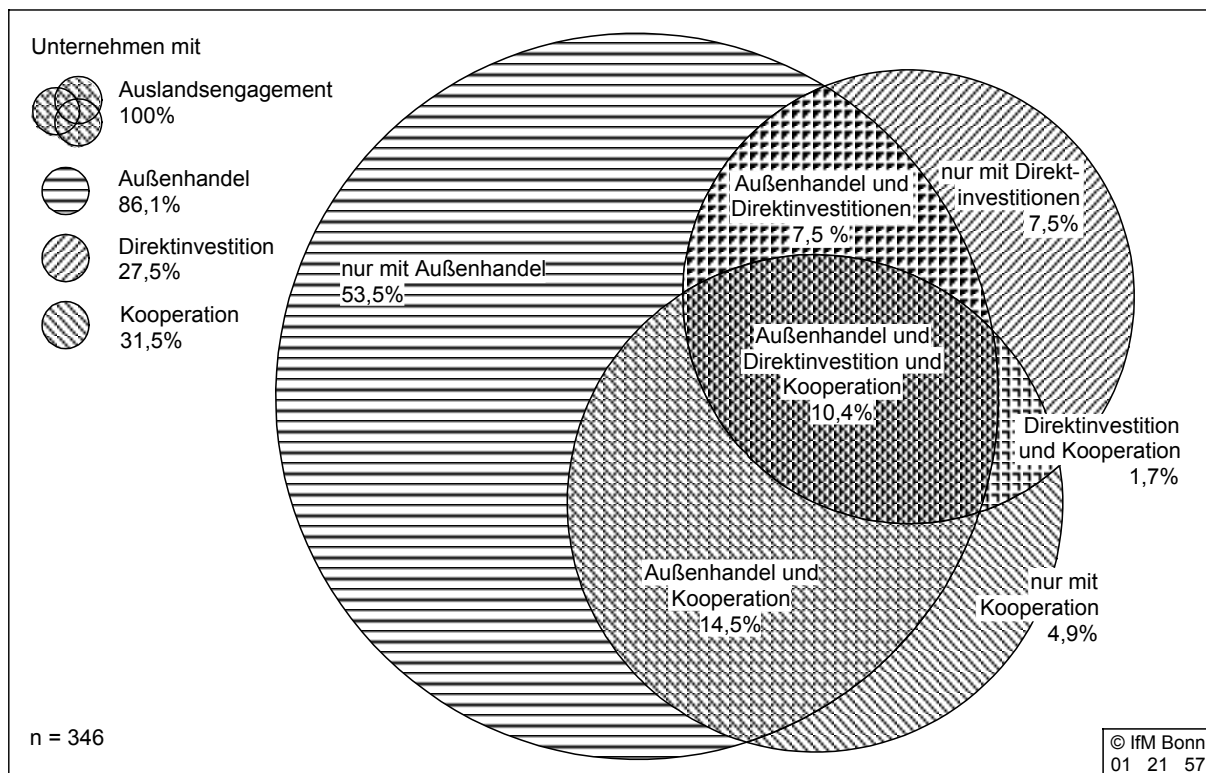 Unternehmen mit
Auslandsengagement
100%
Außenhandel
86,1%
Direktinvestition
27,5%
Kooperation
31,5%
nur mit Außenhandel
53,5%
Außenhandel und
Direktinvestitionen
7,5 %
nur mit Direkt-
investitionen
7,5%
Außenhandel und
Direktinvestition und
Kooperation
10,4%
Direktinvestition
und Kooperation
1,7%
Außenhandel und
Kooperation
14,5%
nur mit
Kooperation
4,9%
n = 346
© IfM Bonn
01 21 57